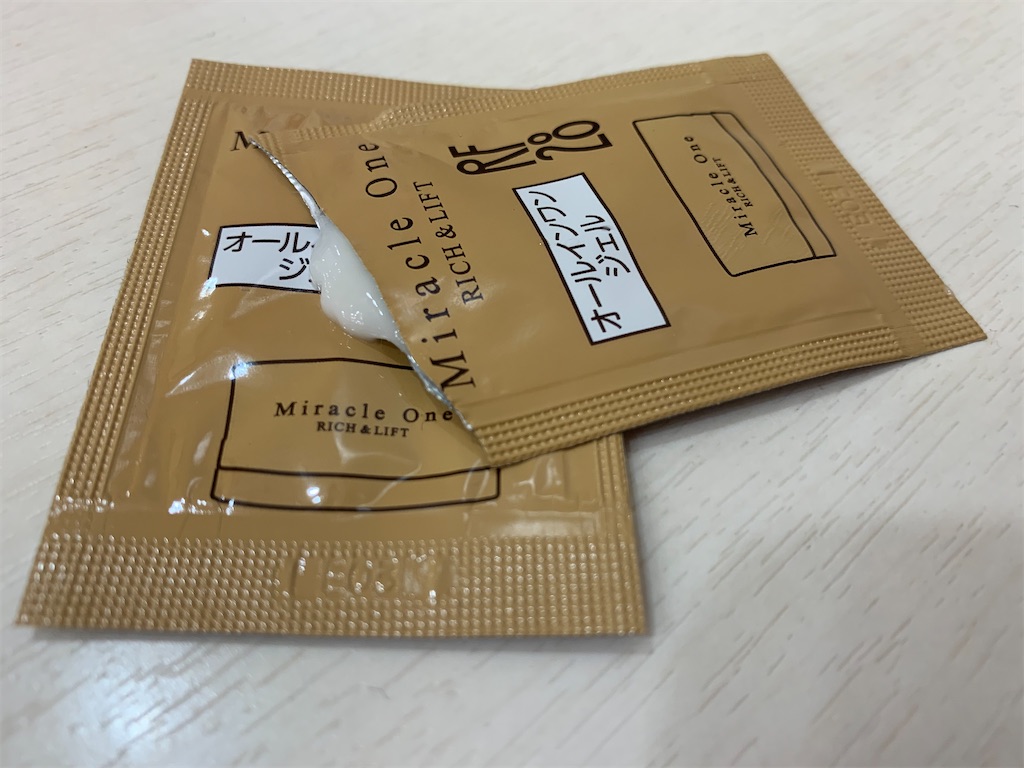 M
オール
ジ
Miracle One
RICH & LIFT
RF
28
Miracle One
RICH & LIFT
オールインワン
ジェル
Miracle One
RICH & LIFT